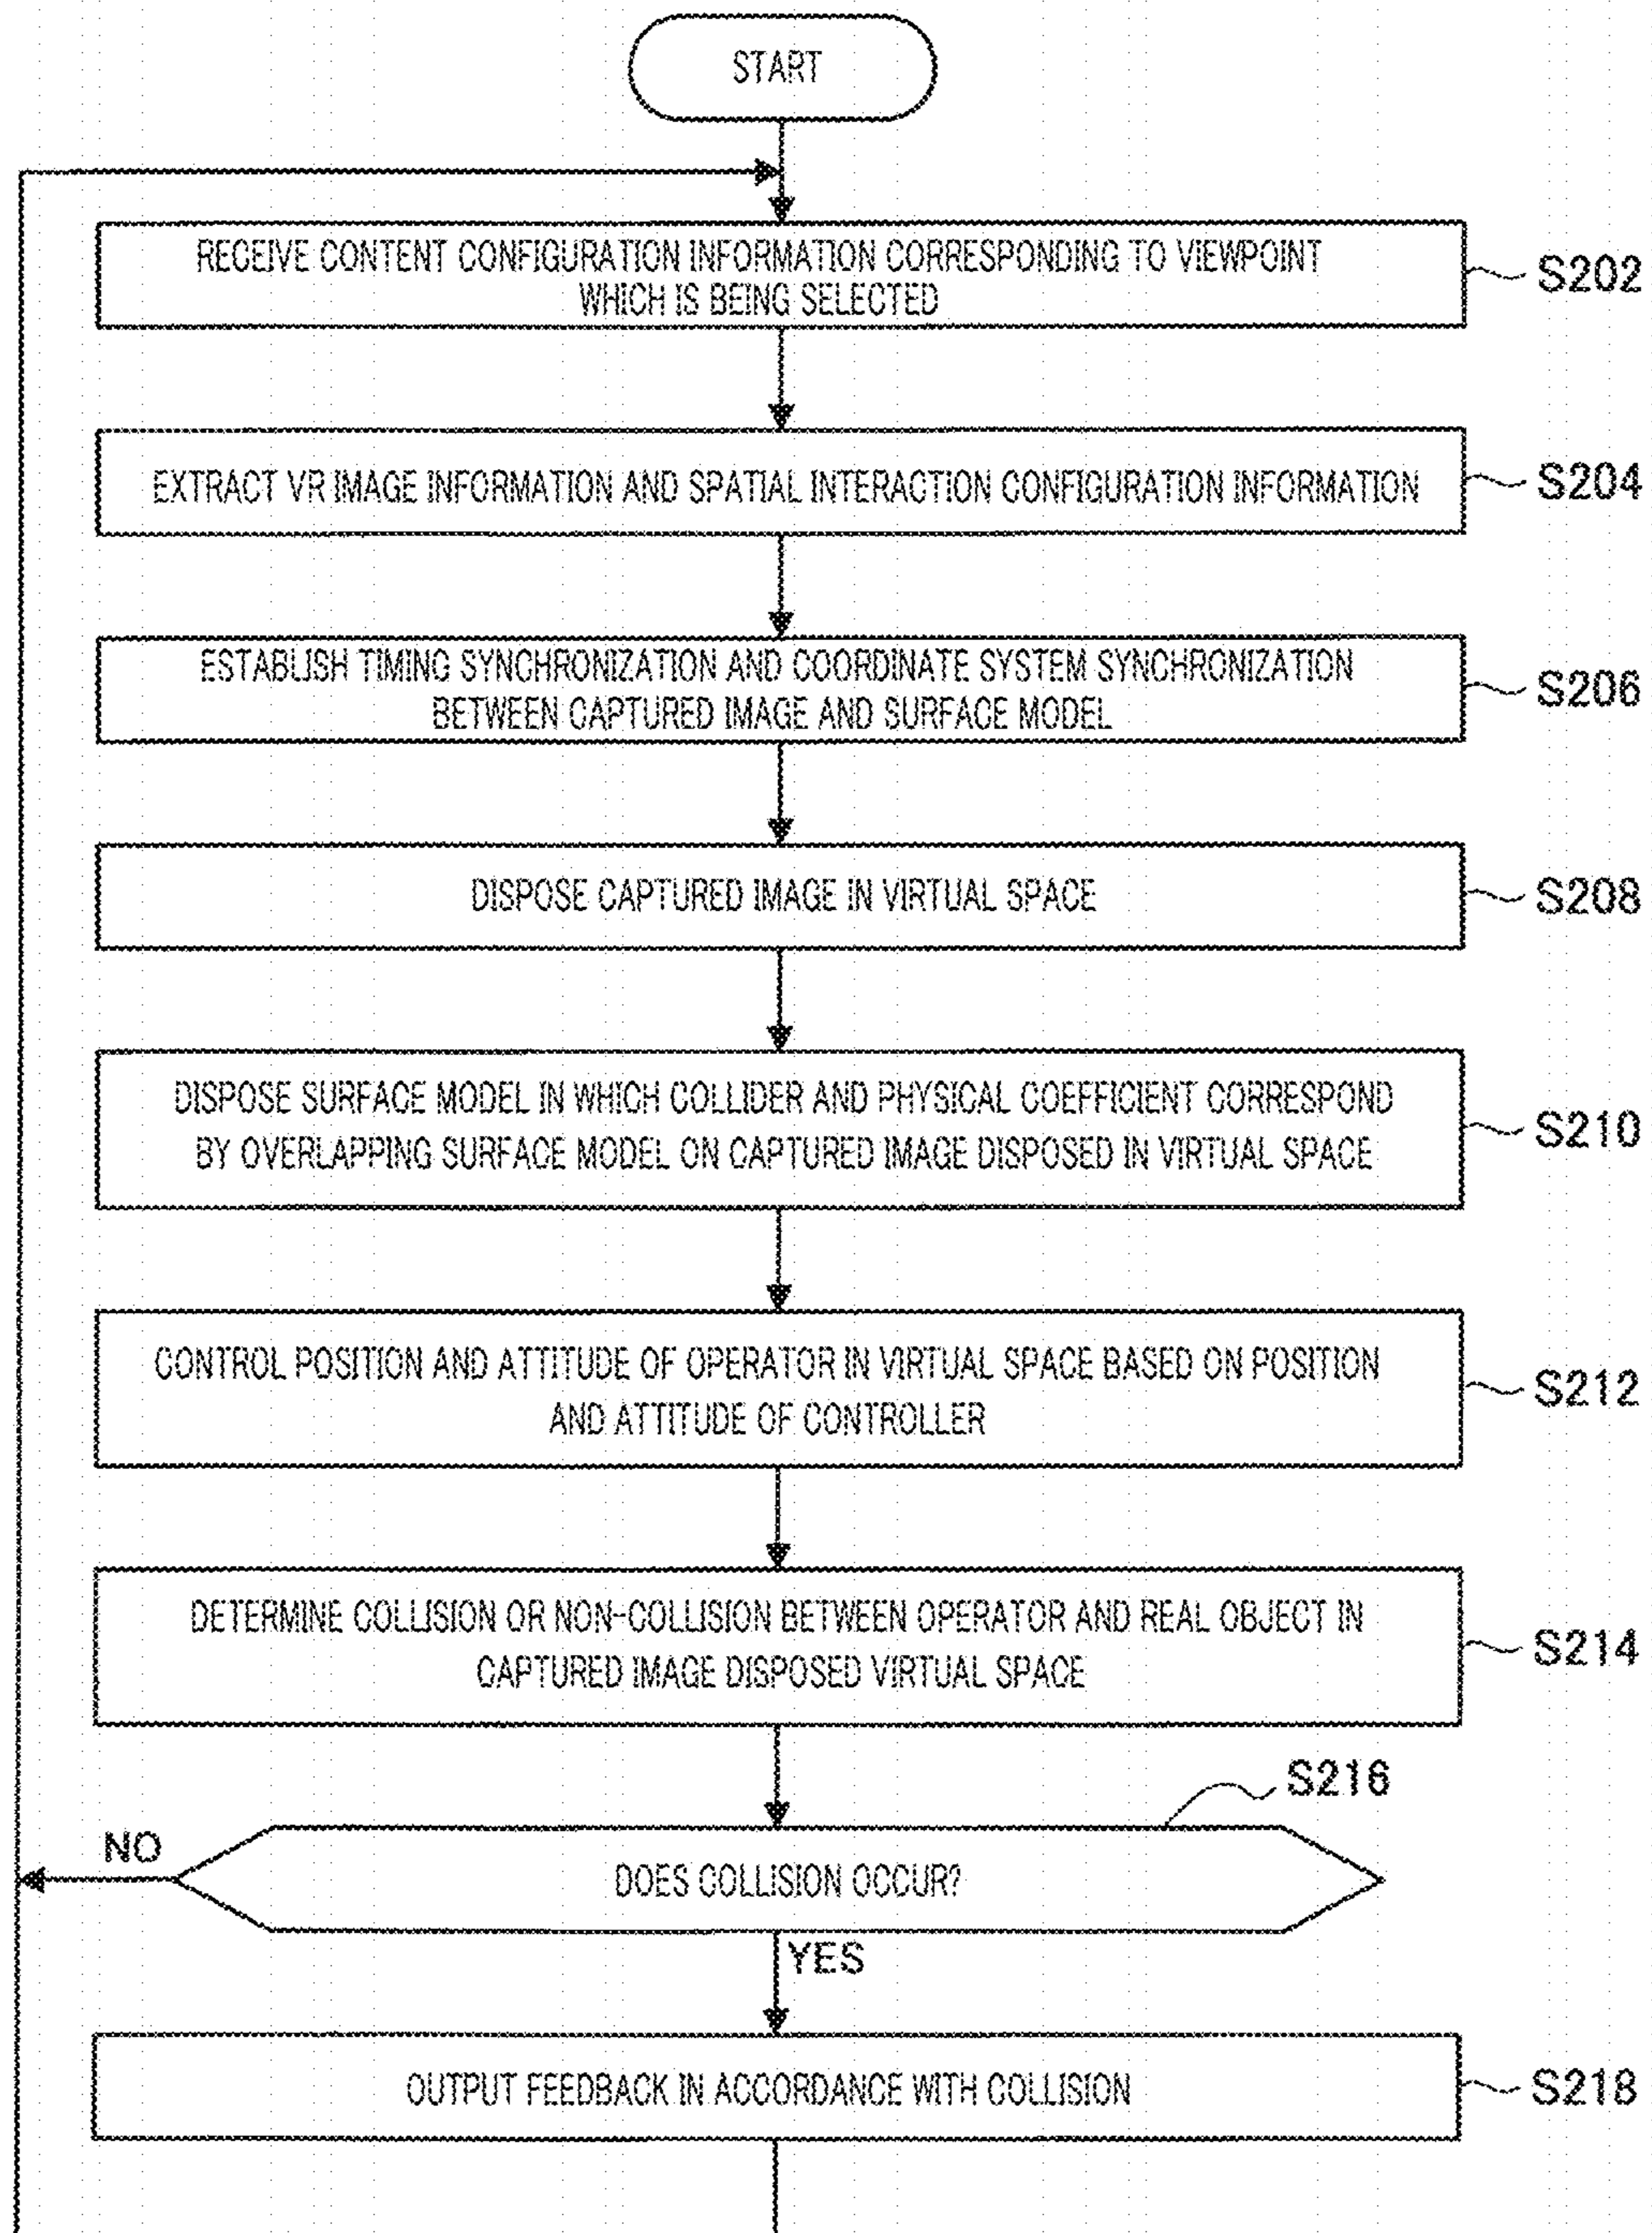 START
RECEIVE CONTENT CONFIGURATION INFORMATION CORRESPONDING TO VIEWPOINT
WHICH IS BEING SELECTED
S202
EXTRACT VR IMAGE INFORMATION AND SPATIAL INTERACTION CONFIGURATION INFORMATION
S204
ESTABLISH TIMING SYNCHRONIZATION AND COORDINATE SYSTEM SYNCHRONIZATION
BETWEEN CAPTURED IMAGE AND SURFACE MODEL
S206
DISPOSE CAPTURED IMAGE IN VIRTUAL SPACE
S208
DISPOSE SURFACE MODEL IN WHICH COLLIDER AND PHYSICAL COEFFICIENT CORRESPOND
BY OVERLAPPING SURFACE MODEL ON CAPTURED IMAGE DISPOSED IN VIRTUAL SPACE
S210
CONTROL POSITION AND ATTITUDE OF OPERATOR IN VIRTUAL SPACE BASED ON POSITION
AND ATTITUDE OF CONTROLLER
S212
DETERMINE COLLISION OR NON-COLLISION BETWEEN OPERATOR AND REAL OBJECT IN
CAPTURED IMAGE DISPOSED VIRTUAL SPACE
S214
S216
NO
DOES COLLISION OCCUR?
YES
OUTPUT FEEDBACK IN ACCORDANCE WITH COLLISION
S218